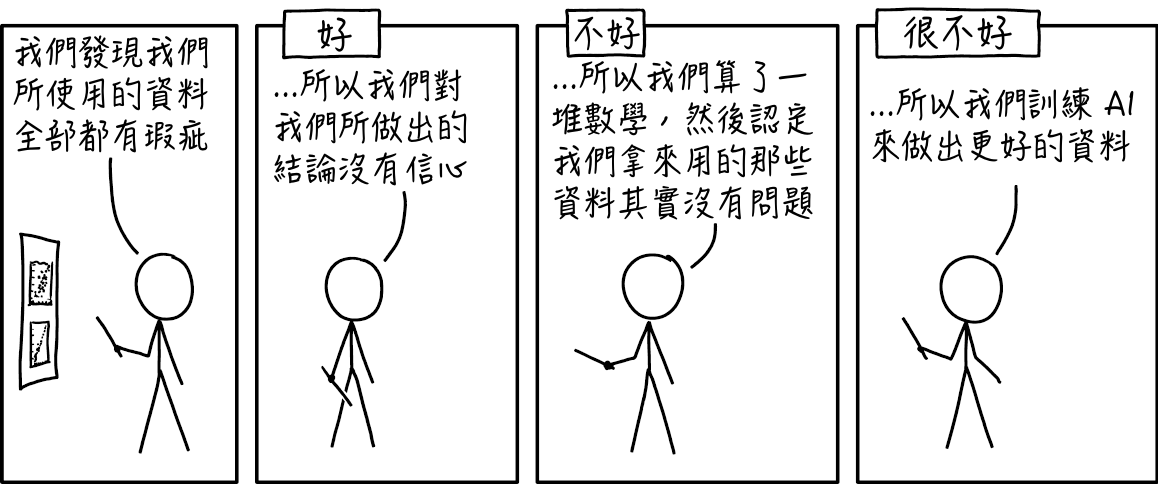 我們發現我們
所使用的資料
全部都有瑕疵
好
...所以我們對
我們所做出的
結論沒有信心
不好
...所以我們算了一
堆數學，然後認定
我們拿來用的那些
資料其實沒有問題
很不好
...所以我們訓練 AI
來做出更好的資料